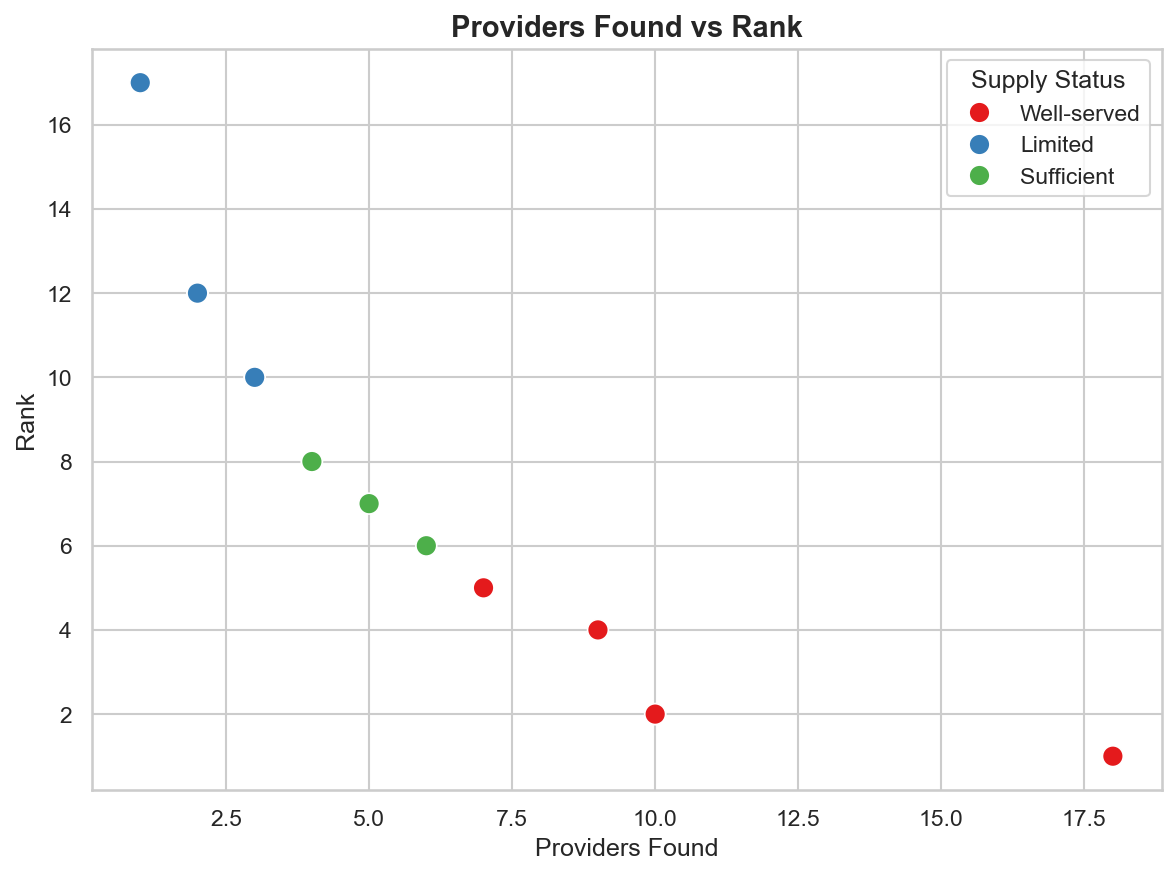 Providers Found vs Rank
Supply Status
Well-served
Limited
Sufficient
16
14
12
10
8
6
4
2
Rank
2.5 5.0 7.5 10.0 12.5 15.0 17.5
Providers Found